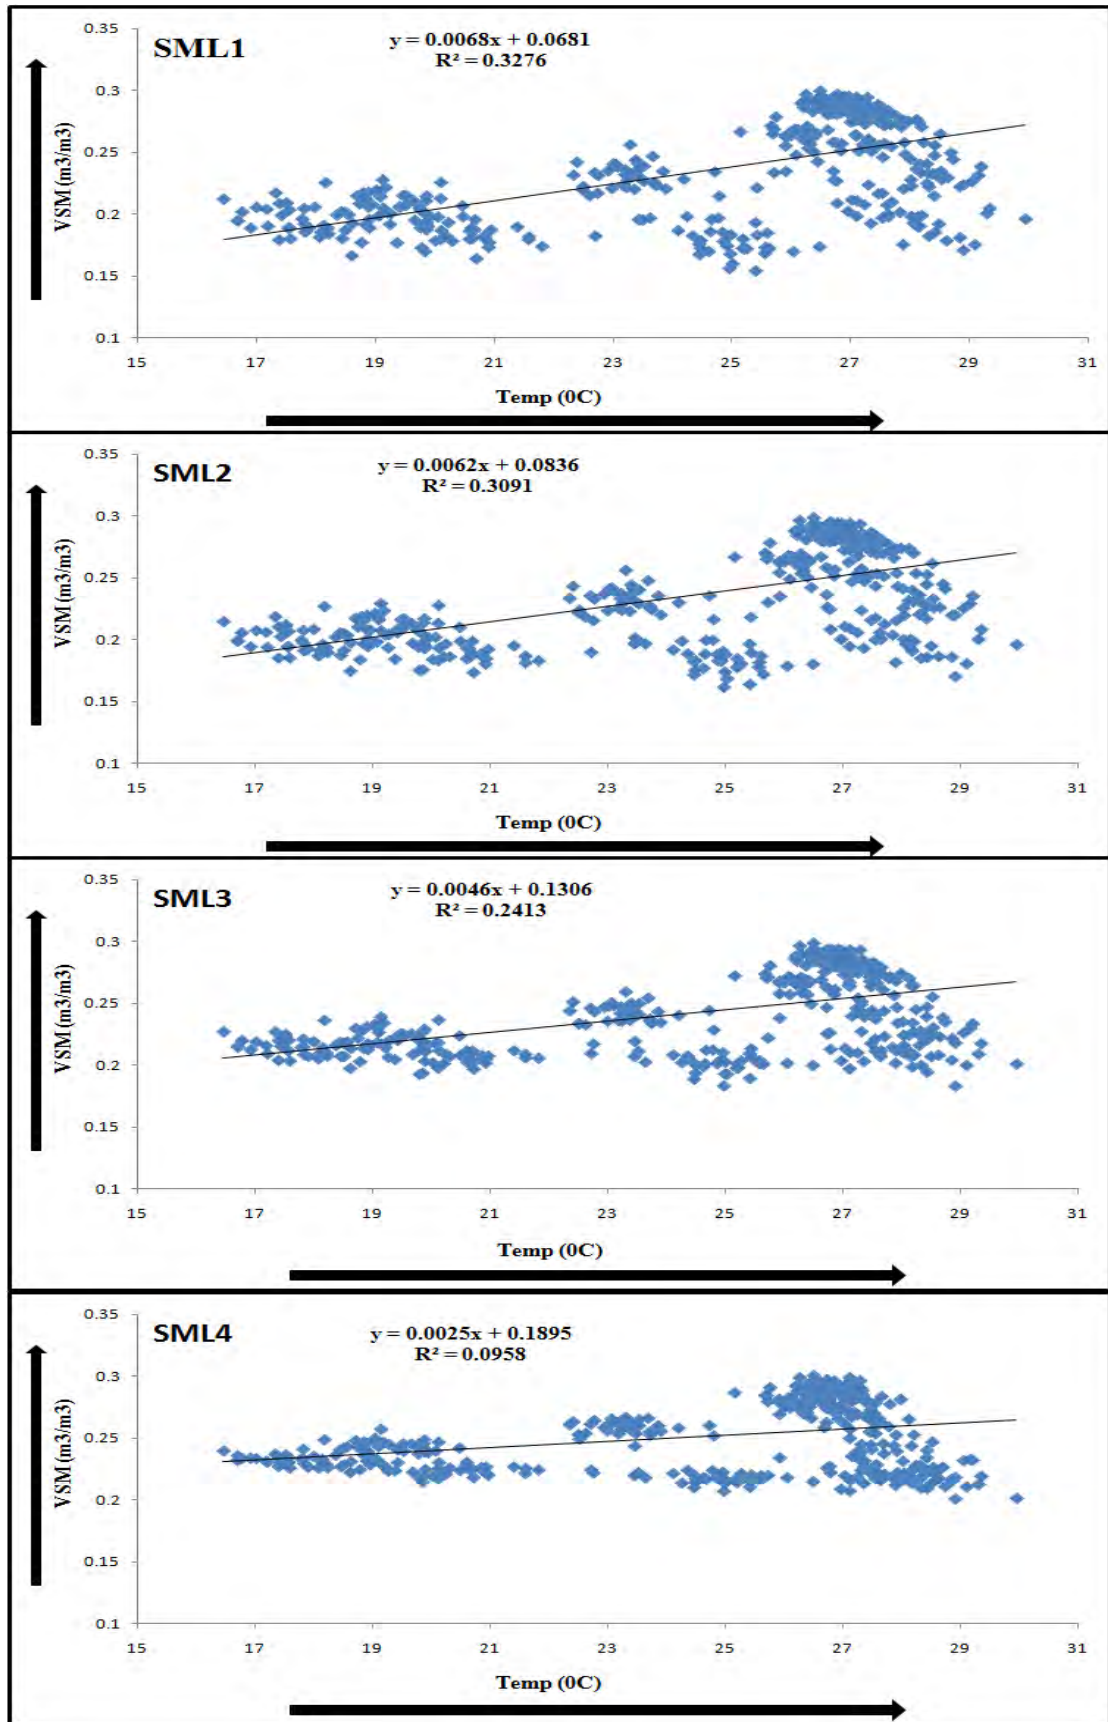 SML1
y = 0.0068x + 0.0681
R² = 0.3276
VSM (m3/m3)
0.35
0.3
0.25
0.2
0.15
0.1
15 17 19 21 23 25 27 29 31
Temp (0C)
SML2
y = 0.0062x + 0.0836
R² = 0.3091
VSM (m3/m3)
0.35
0.3
0.25
0.2
0.15
0.1
15 17 19 21 23 25 27 29 31
Temp (0C)
SML3
y = 0.0046x + 0.1306
R² = 0.2413
VSM (m3/m3)
0.35
0.3
0.25
0.2
0.15
0.1
15 17 19 21 23 25 27 29 31
Temp (0C)
SML4
y = 0.0025x + 0.1895
R² = 0.0958
VSM (m3/m3)
0.35
0.3
0.25
0.2
0.15
0.1
15 17 19 21 23 25 27 29 31
Temp (0C)